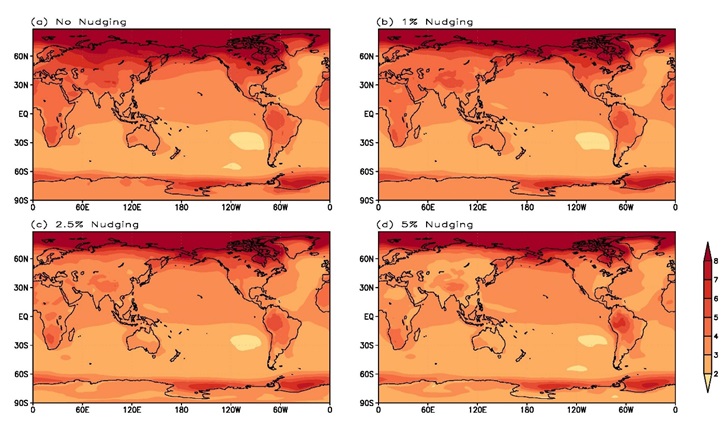 (a) No Nudging
(b) 1% Nudging
60N
30N
EQ
30S
60S
90S
0 60E 120E 180 120W 60W 0
60N
30N
EQ
30S
60S
90S
0 60E 120E 180 120W 60W 0
(c) 2.5% Nudging
(d) 5% Nudging
60N
30N
EQ
30S
60S
90S
0 60E 120E 180 120W 60W 0
60N
30N
EQ
30S
60S
90S
0 60E 120E 180 120W 60W 0
8
7
6
5
4
3
2